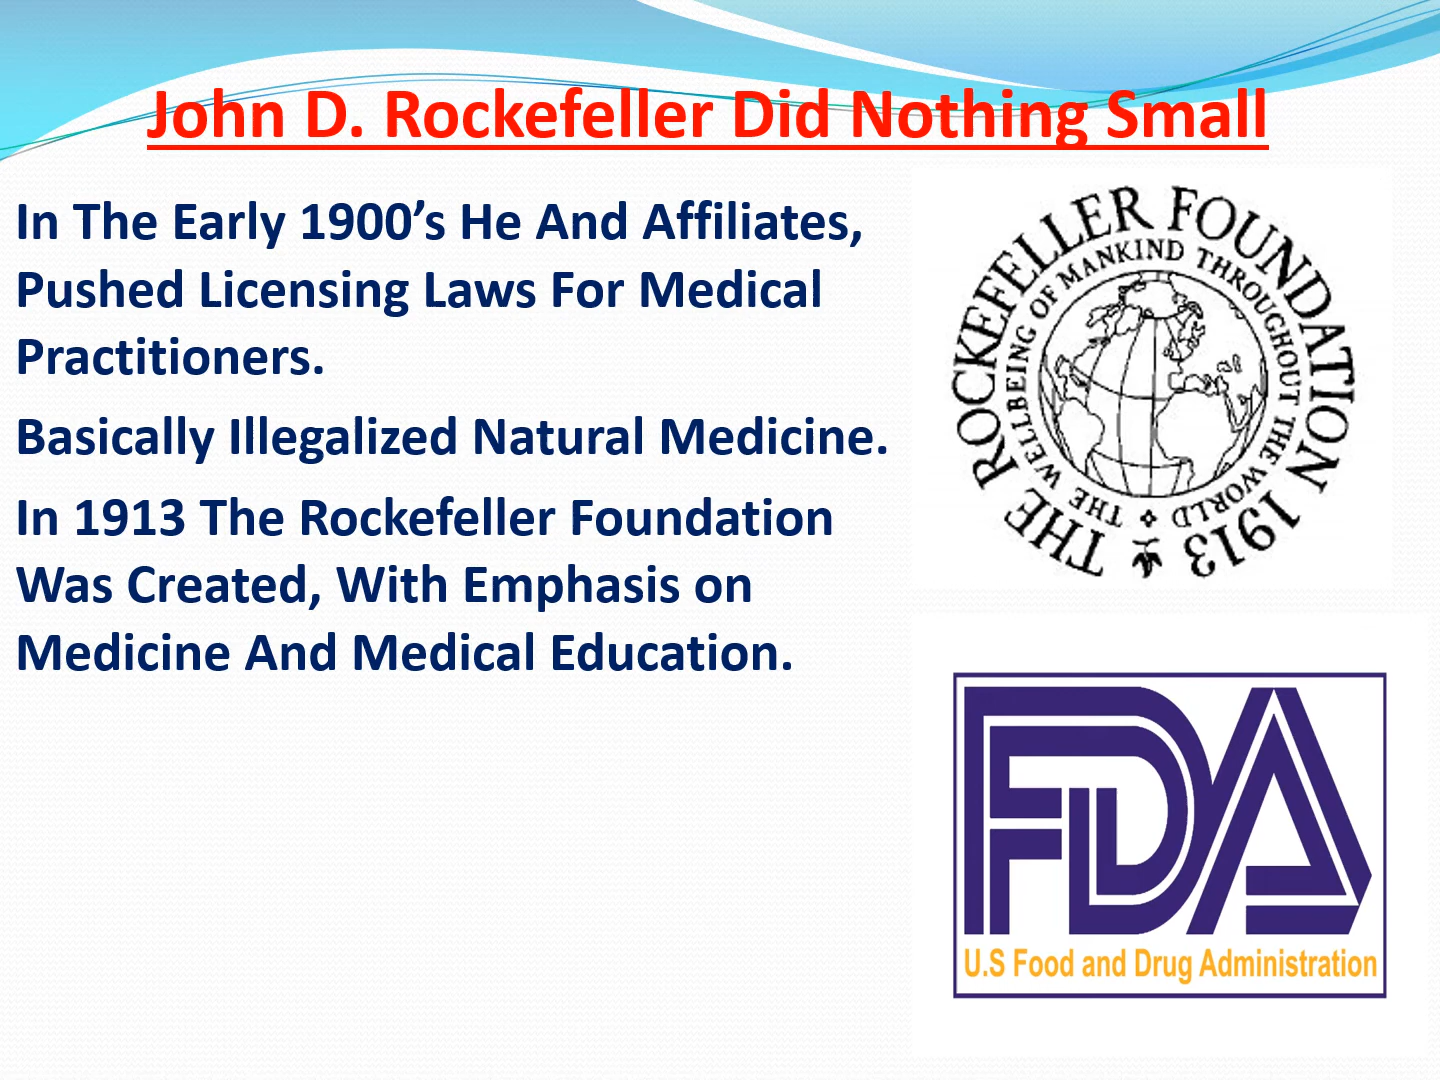 John D. Rockefeller Did Nothing Small
In The Early 1900’s He And Affiliates,
Pushed Licensing Laws For Medical
Practitioners.
Basically Illegalized Natural Medicine.
In 1913 The Rockefeller Foundation
Was Created, With Emphasis on
Medicine And Medical Education.
THE ROCKEFELLER FOUNDATION 1913
THE WELLBEING OF MANKIND THROUGHOUT THE WORLD
FDA
U.S Food and Drug Administration